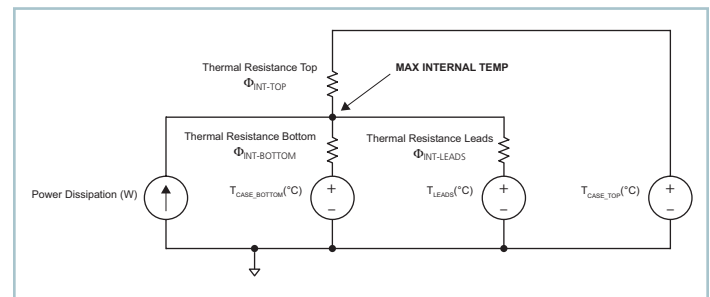 Thermal Resistance Top
ΦINT-TOP
MAX INTERNAL TEMP
Thermal Resistance Bottom
ΦINT-BOTTOM
Thermal Resistance Leads
ΦINT-LEADS
Power Dissipation (W)
TCASE_BOTTOM(°C)
+
–
TLEADS(°C)
+
–
TCASE_TOP(°C)
+
–